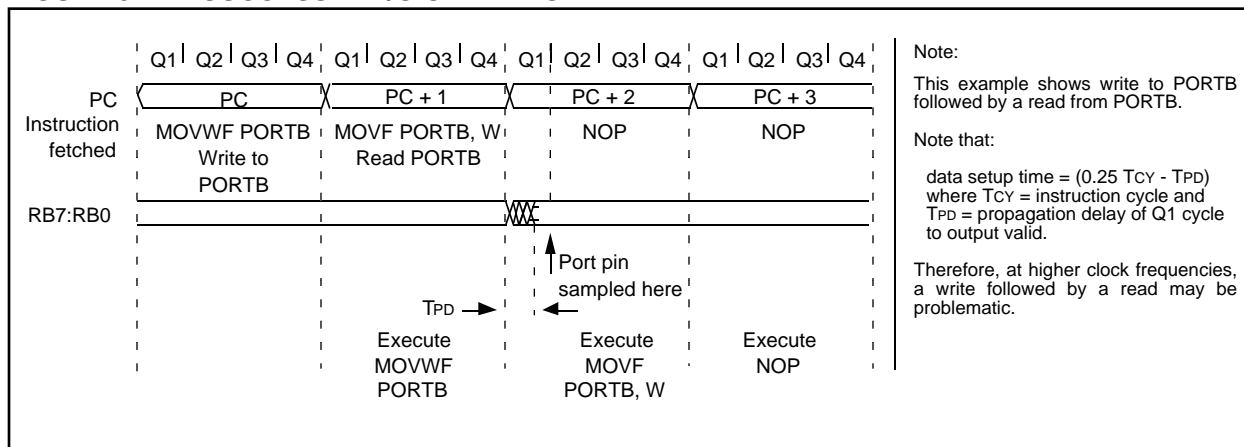 Q1 Q2 Q3 Q4 Q1 Q2 Q3 Q4 Q1 Q2 Q3 Q4 Q1 Q2 Q3 Q4
PC PC PC + 1 PC + 2 PC + 3
Instruction
fetched
MOVWF PORTB
Write to
PORTB
MOVF PORTB, W
Read PORTB
NOP
NOP
RB7:RB0
Port pin
sampled here
TPD
Execute
MOVWF
PORTB
Execute
MOVF
PORTB, W
Execute
NOP
Note:
This example shows write to PORTB
followed by a read from PORTB.
Note that:
data setup time = (0.25 TCY - TPD)
where TCY = instruction cycle and
TPD = propagation delay of Q1 cycle
to output valid.
Therefore, at higher clock frequencies,
a write followed by a read may be
problematic.